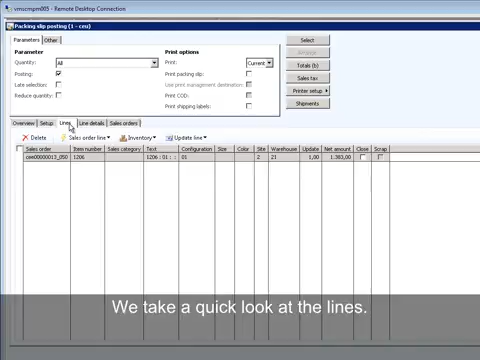 vmscmpm005 - Remote Desktop Connection
Packing slip posting (1 - ceu)
Parameters Other
Parameter
Quantity: All
Posting:
Late selection:
Reduce quantity:
Print options
Print: Current
Print packing slip:
Use print management destination:
Print COD:
Print shipping labels:
Select
Arrange
Totals (b)
Sales tax
Printer setup
Shipments
Overview Setup Lines Line details Sales orders
Delete Sales order line Inventory Update line
Sales order Item number Sales category Text Configuration Size Color Site Warehouse Update Net amount Close Scrap
1206 1206 : 01 : : 01 2 21 1,00 1.383,00
We take a quick look at the lines.